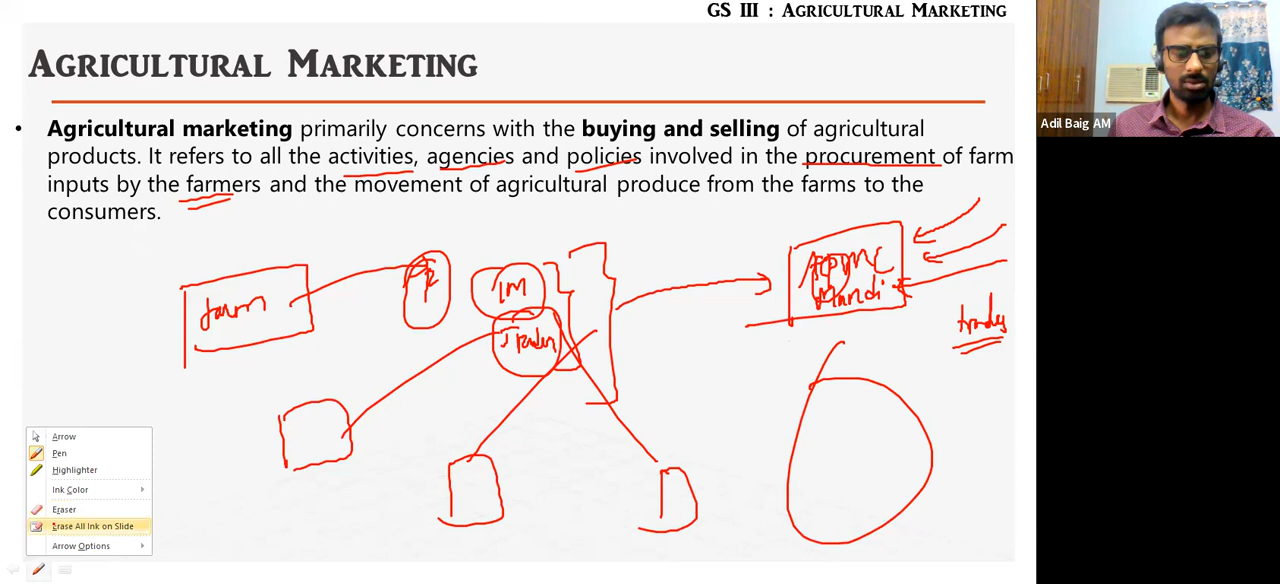 GS III : Agricultural Marketing
Agricultural Marketing
• Agricultural marketing primarily concerns with the buying and selling of agricultural
products. It refers to all the activities, agencies and policies involved in the procurement of farm
inputs by the farmers and the movement of agricultural produce from the farms to the
consumers.
farm
IM
Trader
APMC
Mandi
trades
Arrow
Pen
Highlighter
Ink Color
Eraser
Erase All Ink on Slide
Arrow Options
Adil Baig AM